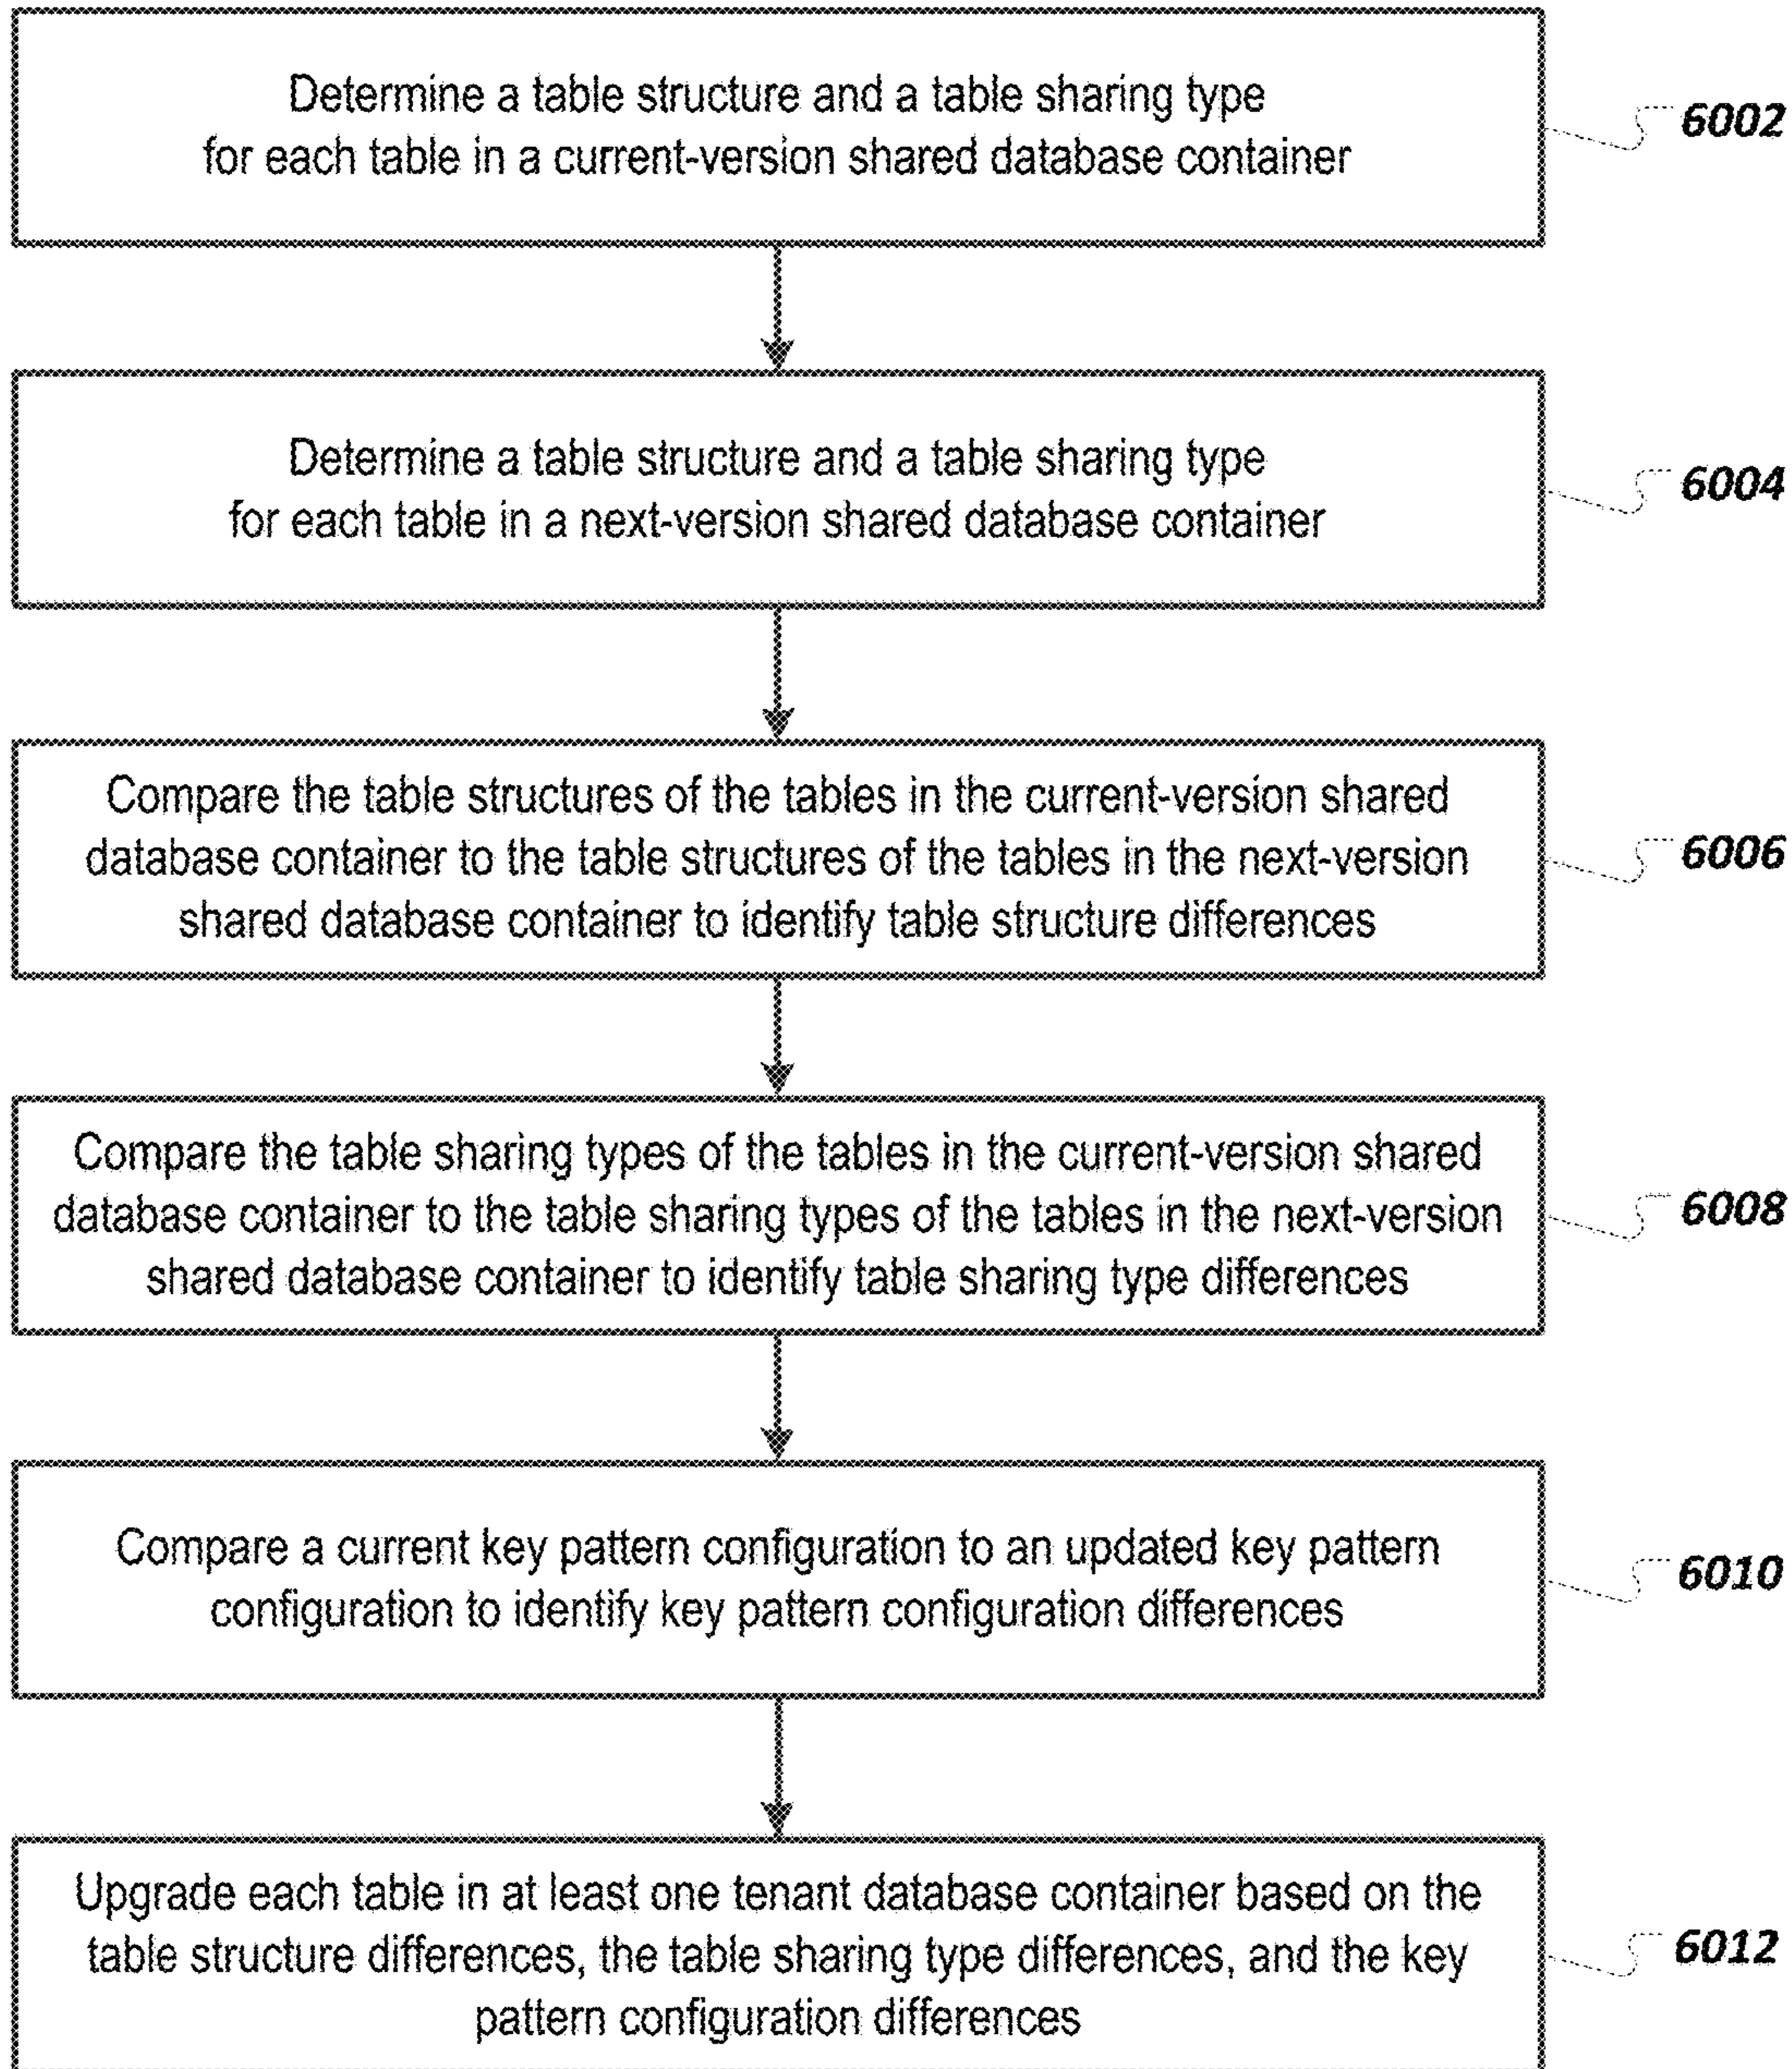 Determine a table structure and a table sharing type
for each table in a current-version shared database container
6002
Determine a table structure and a table sharing type
for each table in a next-version shared database container
6004
Compare the table structures of the tables in the current-version shared
database container to the table structures of the tables in the next-version
shared database container to identify table structure differences
6006
Compare the table sharing types of the tables in the current-version shared
database container to the table sharing types of the tables in the next-version
shared database container to identify table sharing type differences
6008
Compare a current key pattern configuration to an updated key pattern
configuration to identify key pattern configuration differences
6010
Upgrade each table in at least one tenant database container based on the
table structure differences, the table sharing type differences, and the key
pattern configuration differences
6012